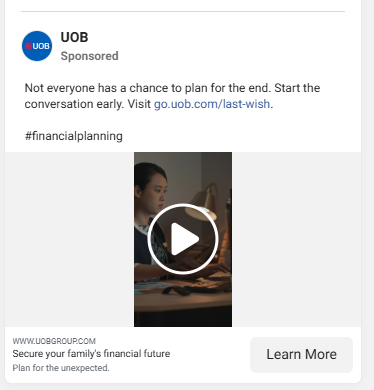 UOB
UOB
Sponsored
Not everyone has a chance to plan for the end. Start the
conversation early. Visit go.uob.com/last-wish.
#financialplanning
WWW.UOBGROUP.COM
Secure your family's financial future
Plan for the unexpected.
Learn More